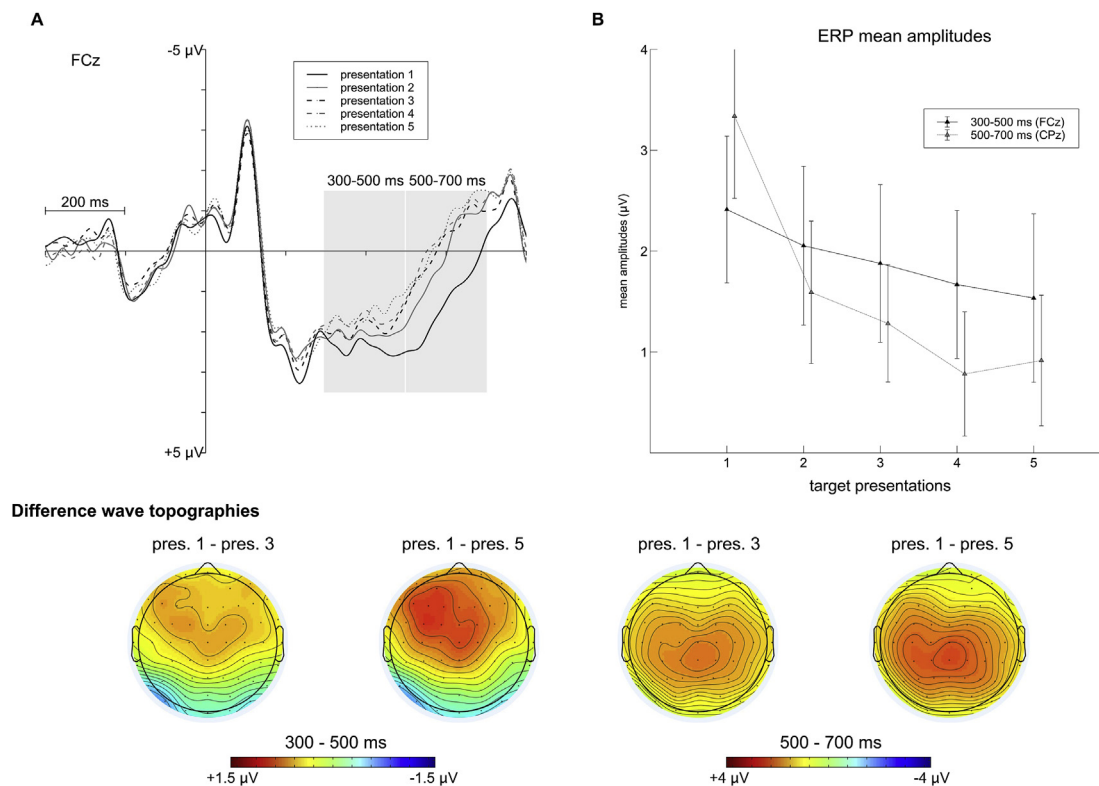 A
B
ERP mean amplitudes
-5 µV
FCz
presentation 1
presentation 2
presentation 3
presentation 4
presentation 5
300-500 ms 500-700 ms
200 ms
+5 µV
4
3
2
1
mean amplitudes (µV)
300-500 ms (FCz)
500-700 ms (CPz)
1 2 3 4 5
target presentations
Difference wave topographies
pres. 1 - pres. 3
pres. 1 - pres. 5
pres. 1 - pres. 3
pres. 1 - pres. 5
300 - 500 ms
+1.5 µV -1.5 µV
500 - 700 ms
+4 µV -4 µV